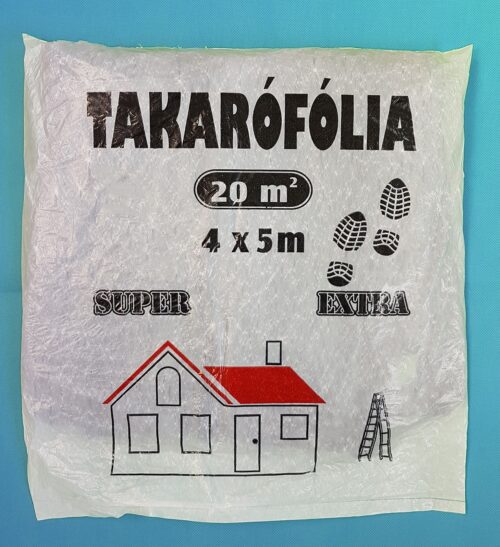 TAKARÓFÓLIA
20 m²
4 x 5m
SUPER EXTRA